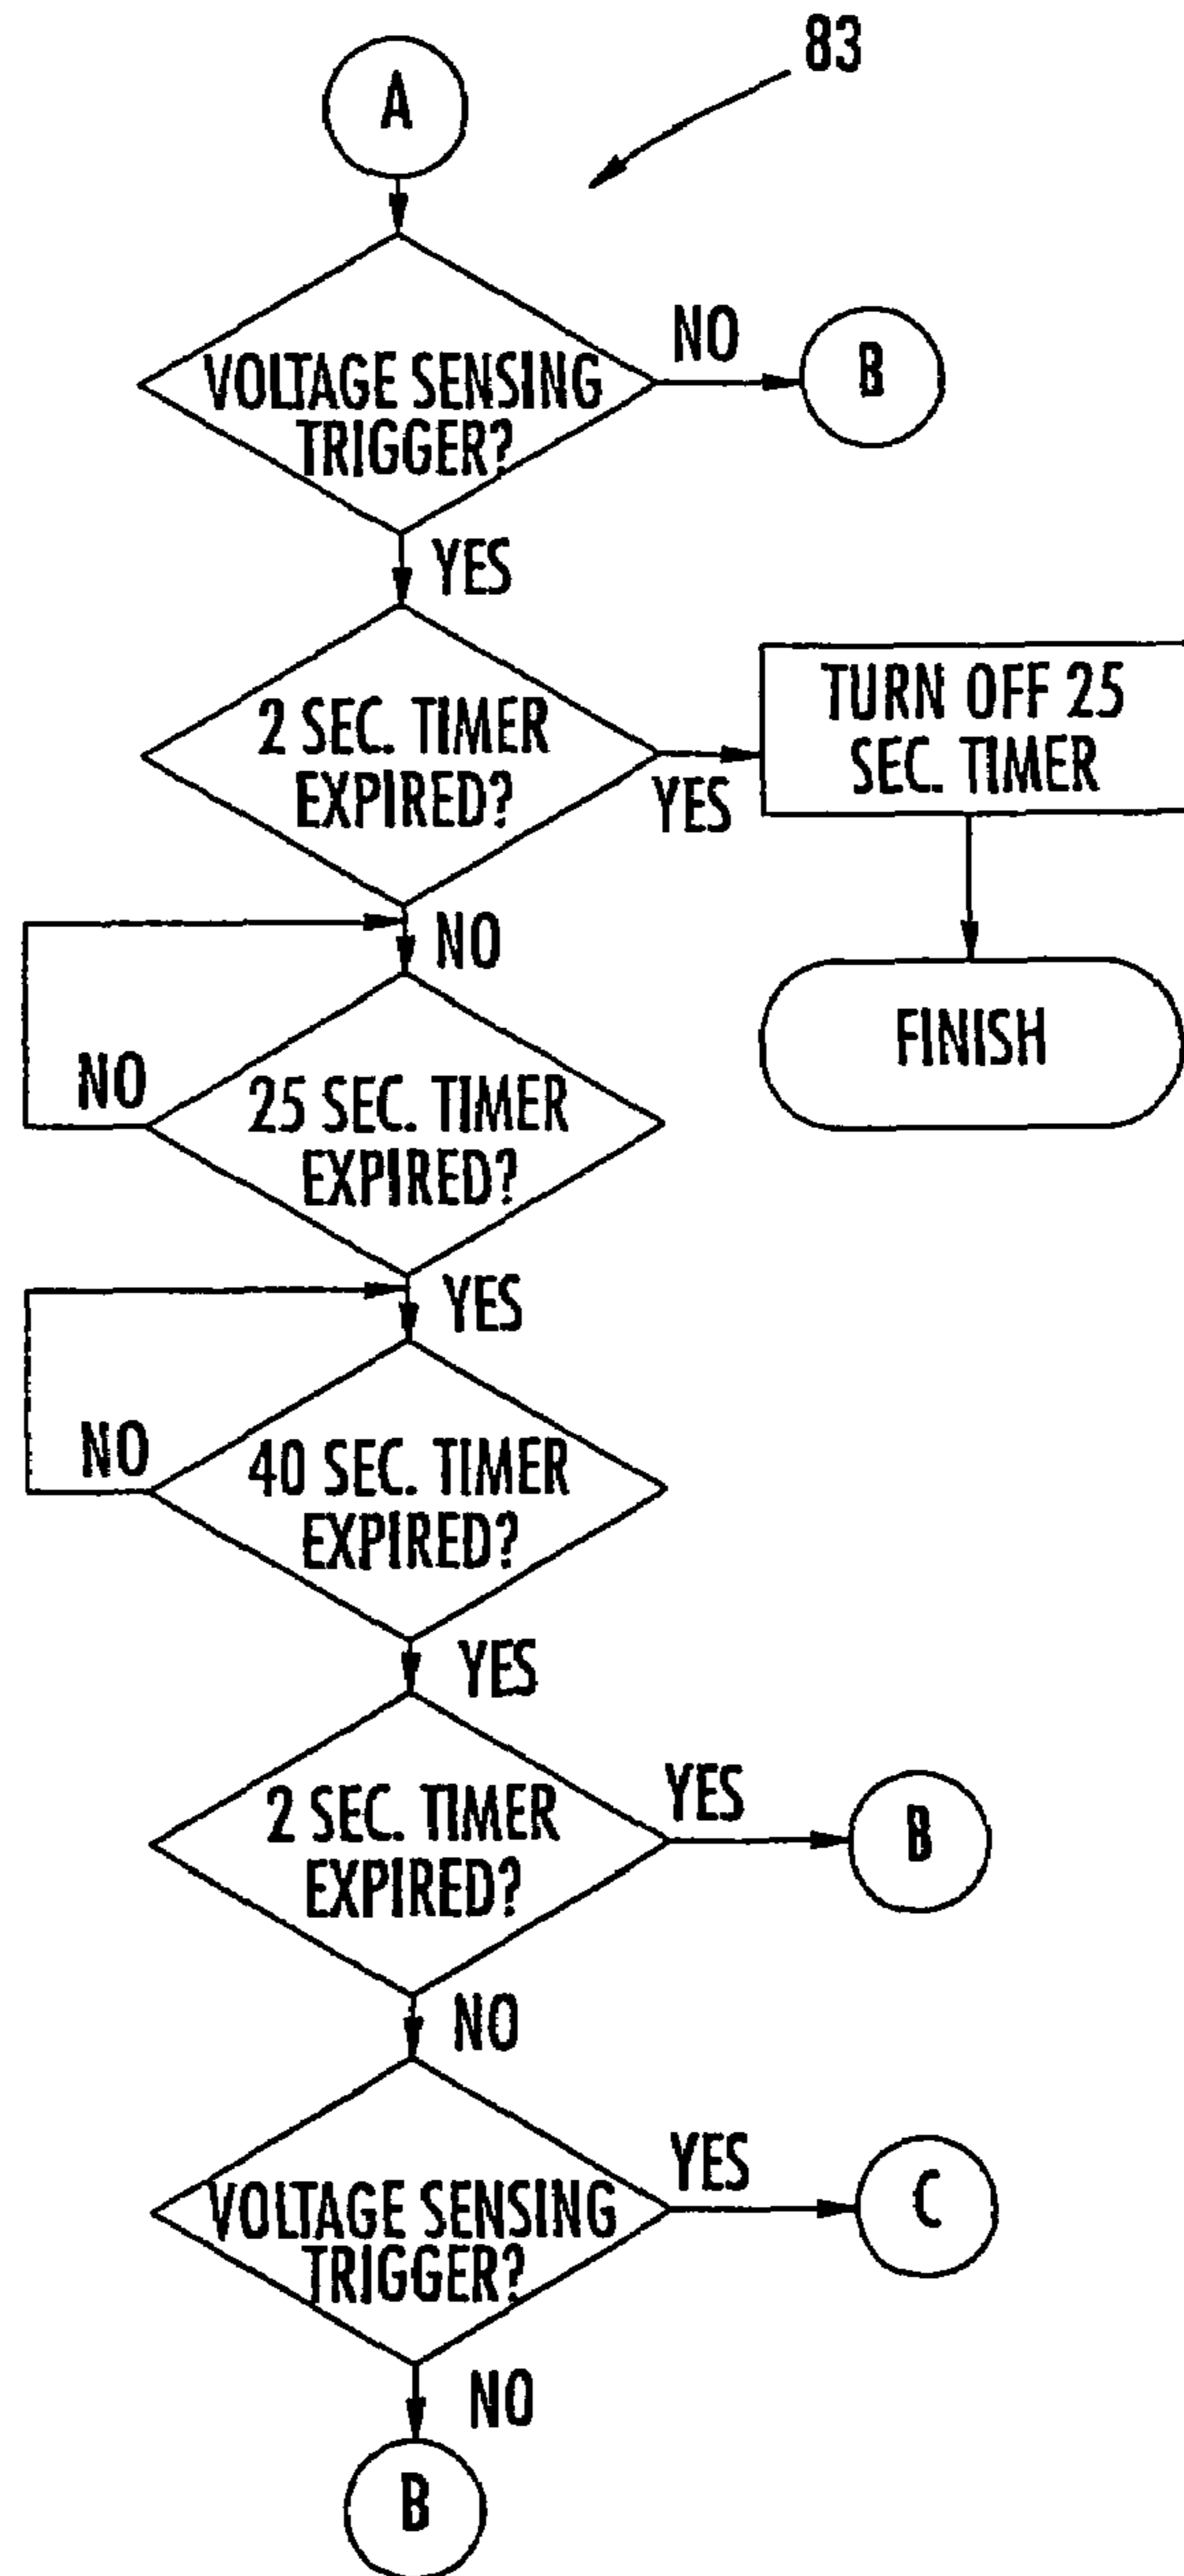 83
A
VOLTAGE SENSING
TRIGGER?
NO
B
YES
2 SEC. TIMER
EXPIRED?
YES
TURN OFF 25
SEC. TIMER
FINISH
NO
25 SEC. TIMER
EXPIRED?
NO
YES
40 SEC. TIMER
EXPIRED?
NO
YES
2 SEC. TIMER
EXPIRED?
YES
B
NO
VOLTAGE SENSING
TRIGGER?
YES
C
NO
B